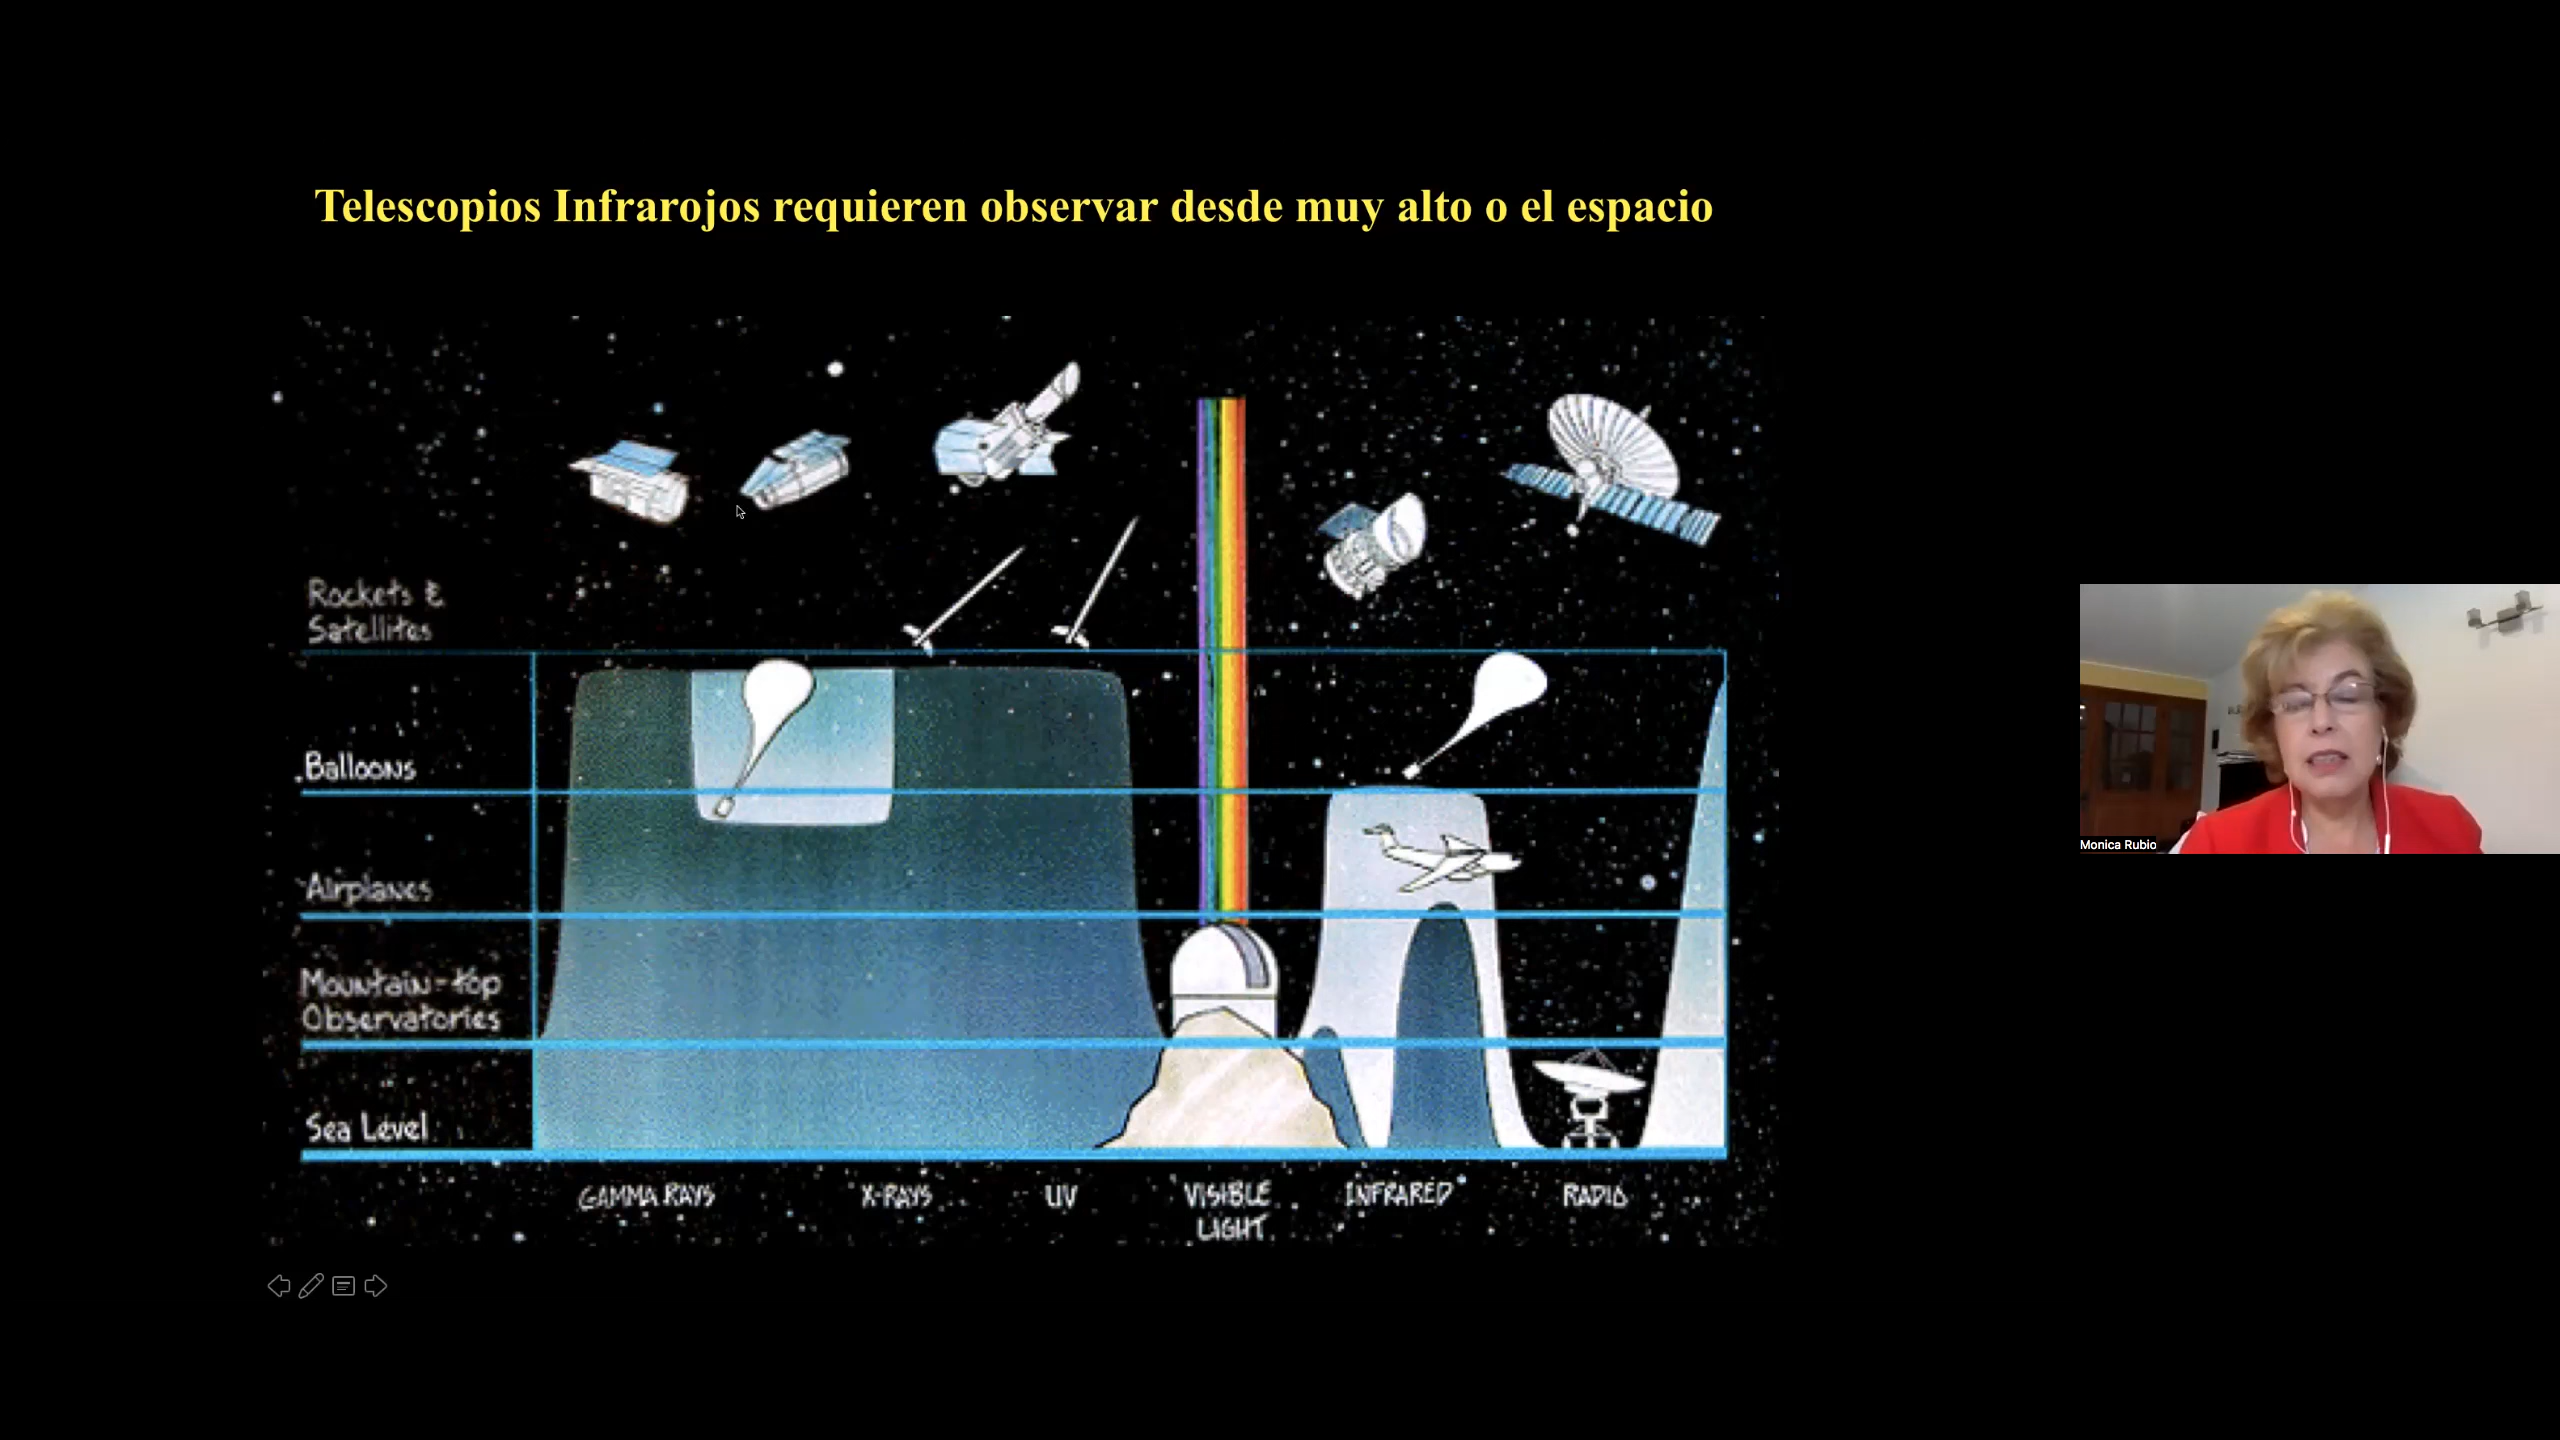 Telescopios Infrarojos requieren observar desde muy alto o el espacio
Rockets &
Satellites
Balloons
Airplanes
Mountain-top
Observatories
Sea Level
GAMMA RAYS
X-RAYS
UV
VISIBLE
LIGHT
INFRARED
RADIO
Monica Rubio